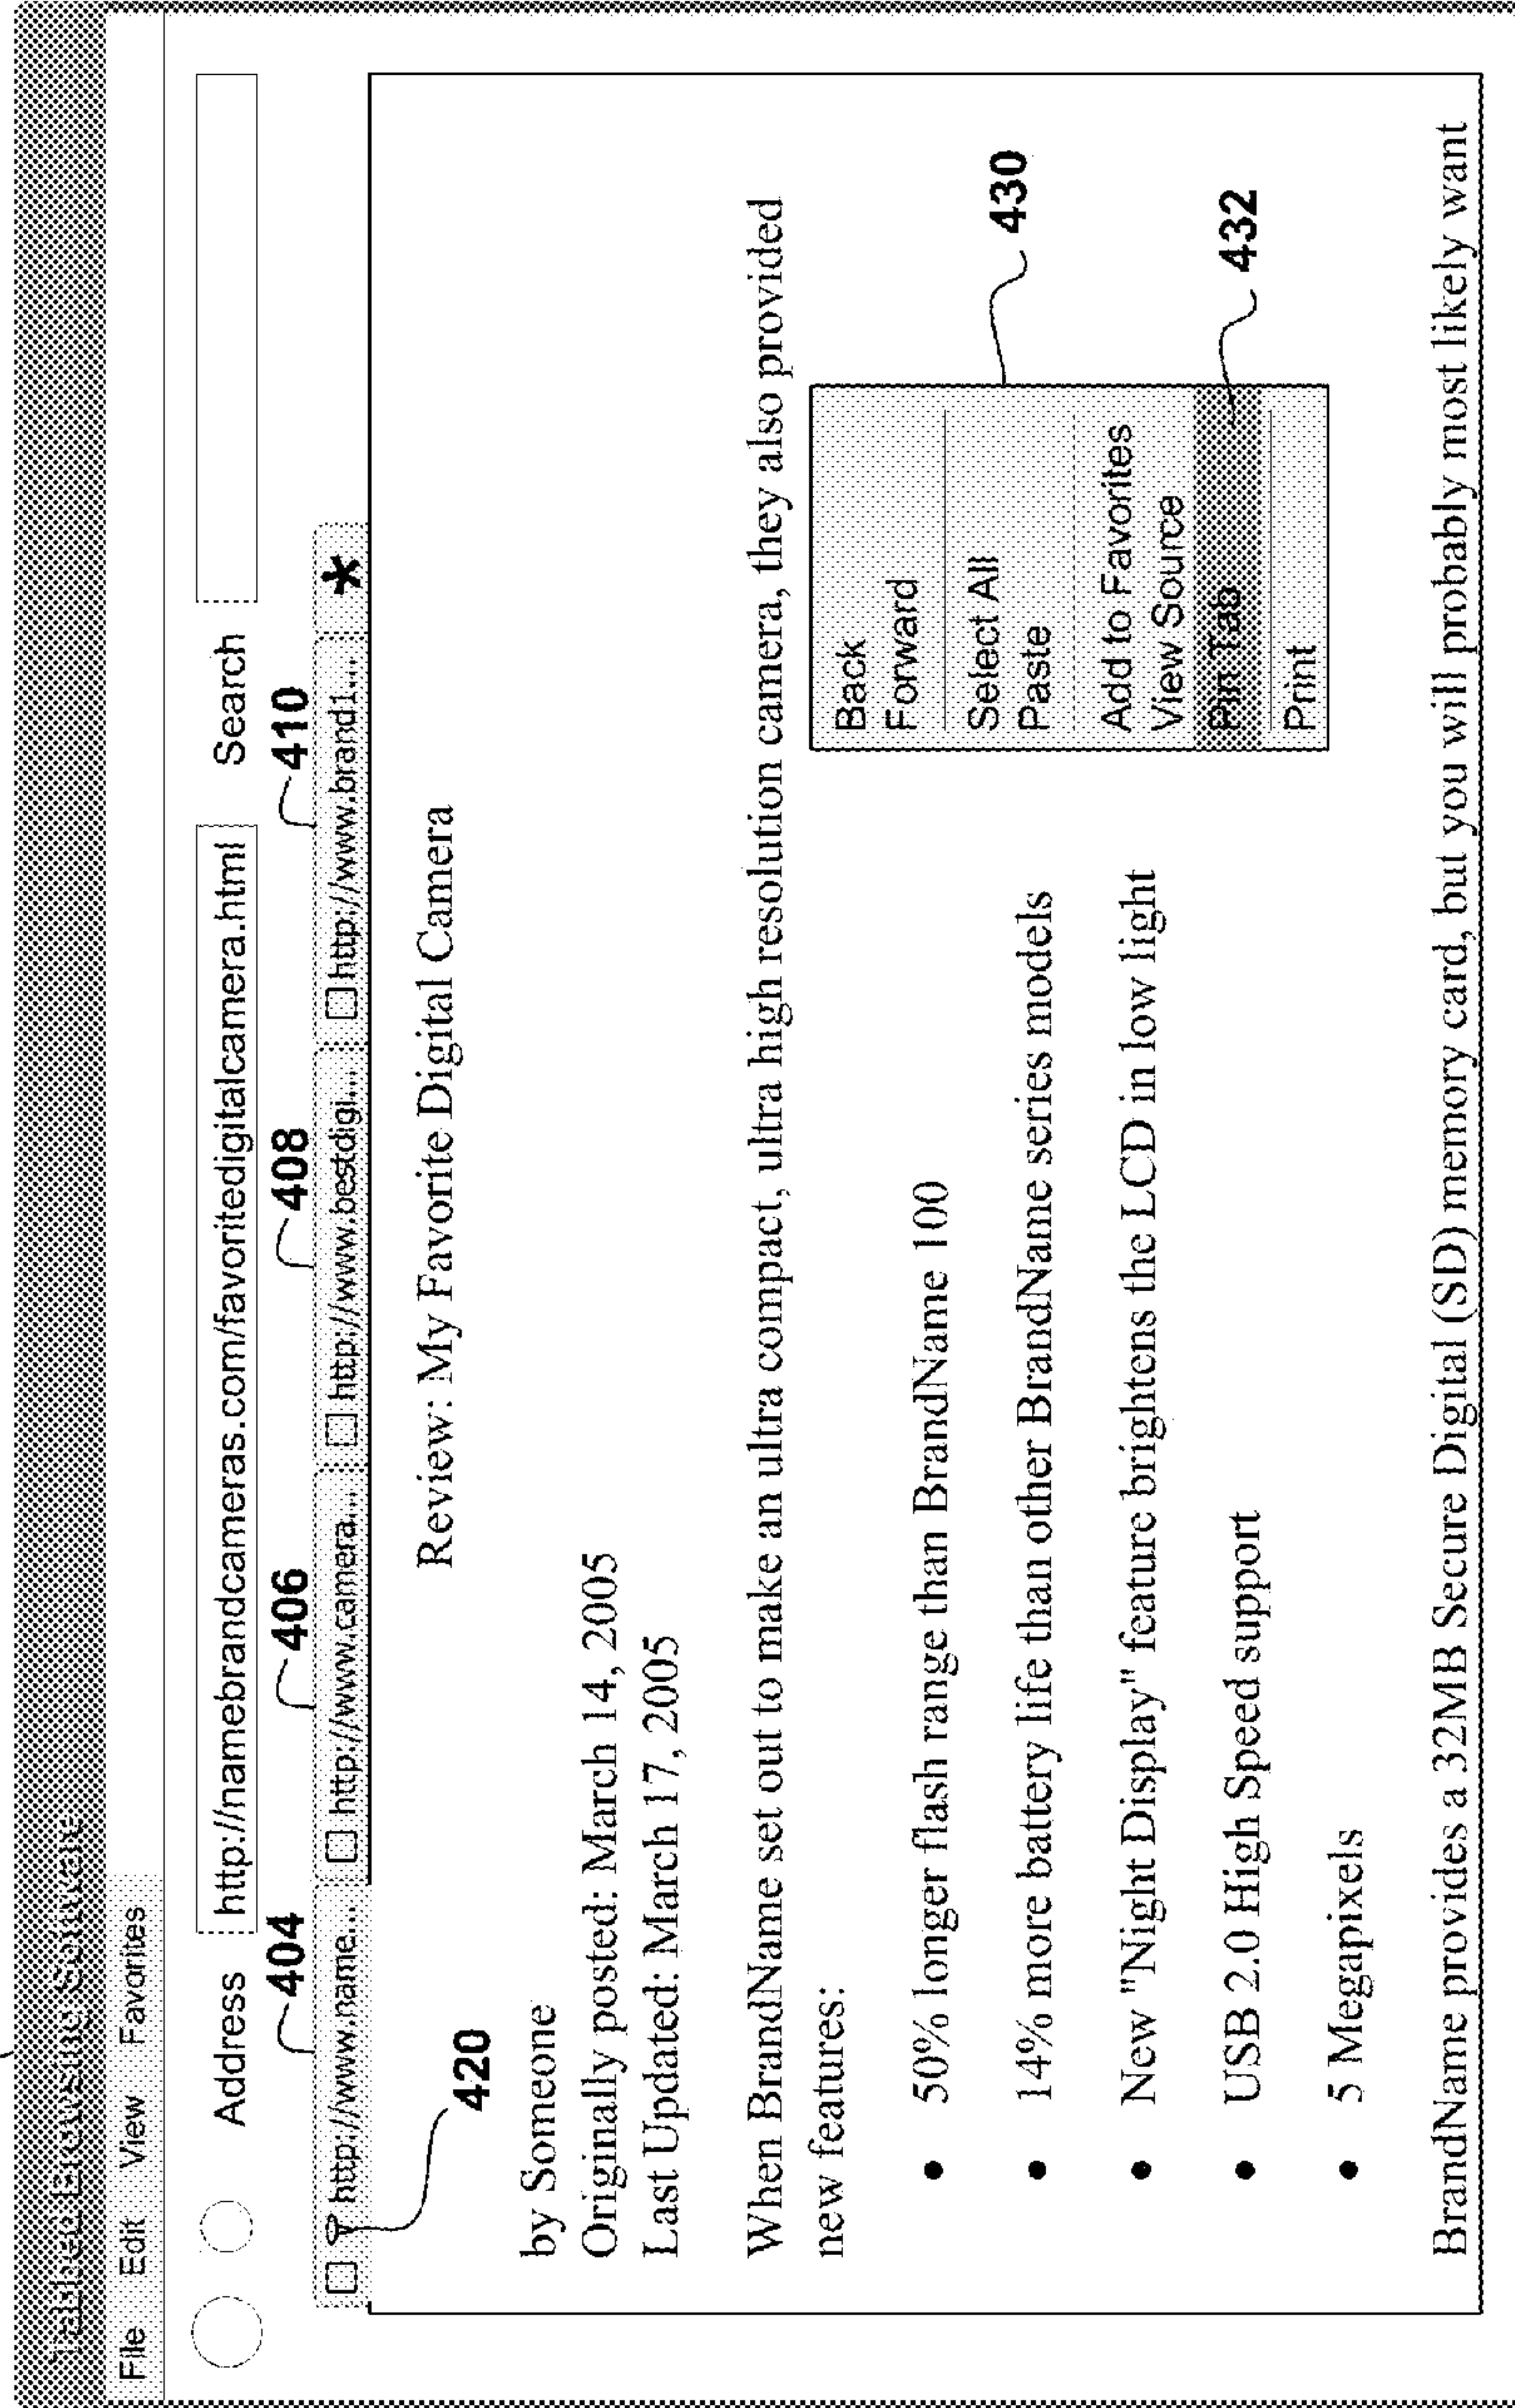 Tabbed Browsing Software
File Edit View Favorites
Address http://namebrandcameras.com/favoritedigitalcamera.html Search
404 406 408 410
http://www.name... http://www.camera... http://www.bestdigi... http://www.brand1... *
420
Review: My Favorite Digital Camera
by Someone
Originally posted: March 14, 2005
Last Updated: March 17, 2005
When BrandName set out to make an ultra compact, ultra high resolution camera, they also provided
new features:
• 50% longer flash range than BrandName 100
• 14% more battery life than other BrandName series models
• New "Night Display" feature brightens the LCD in low light
• USB 2.0 High Speed support
• 5 Megapixels
Back
Forward
Select All
Paste
430
Add to Favorites
View Source
Pin Tab
432
Print
BrandName provides a 32MB Secure Digital (SD) memory card, but you will probably most likely want